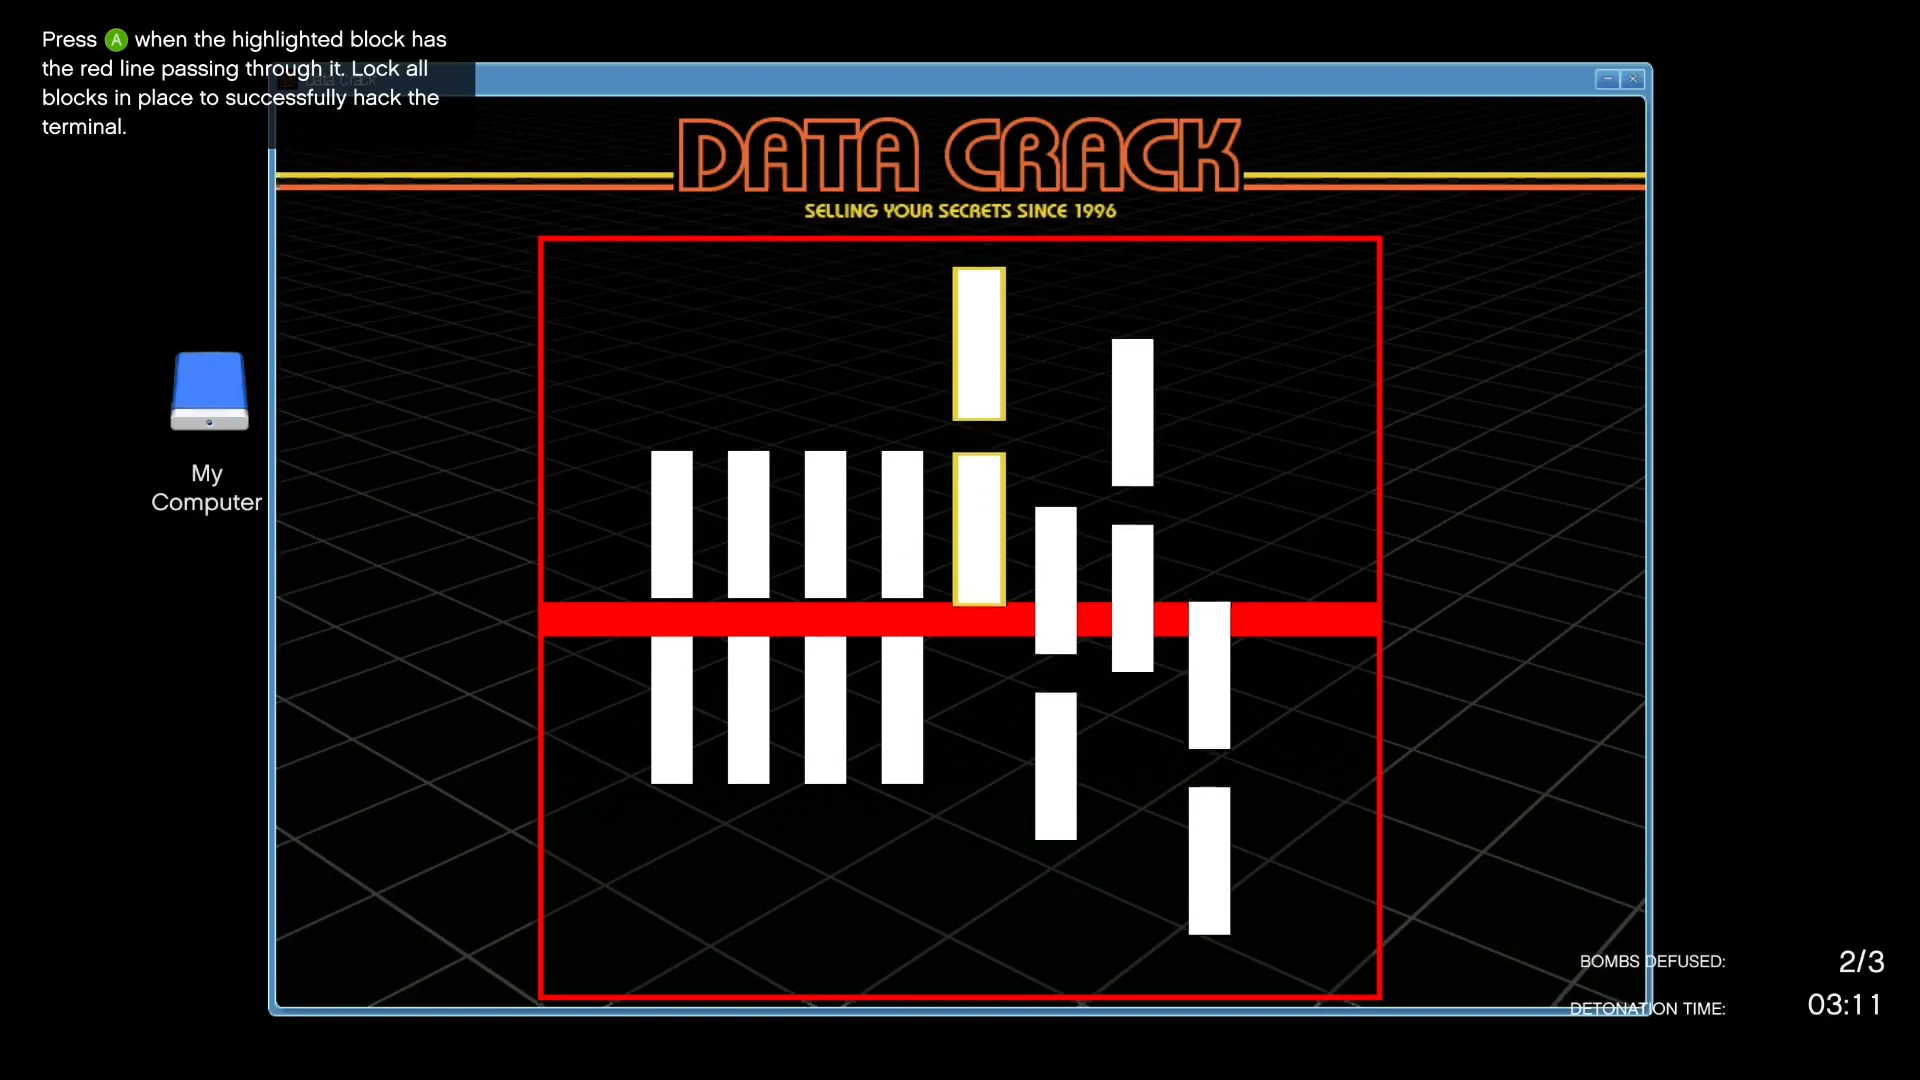 Press A when the highlighted block has
the red line passing through it. Lock all
blocks in place to successfully hack the
terminal.
DATA CRACK
SELLING YOUR SECRETS SINCE 1996
My
Computer
BOMBS DEFUSED: 2/3
DETONATION TIME: 03:11